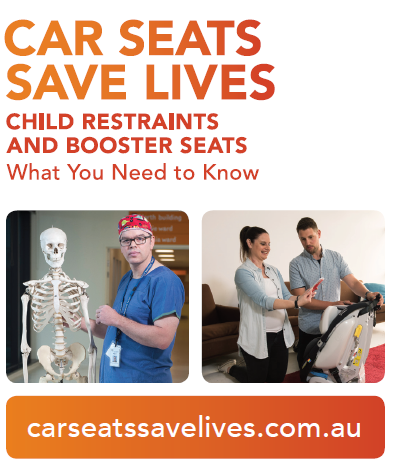 CAR SEATS
SAVE LIVES
CHILD RESTRAINTS
AND BOOSTER SEATS
What You Need to Know
carseatssavelives.com.au